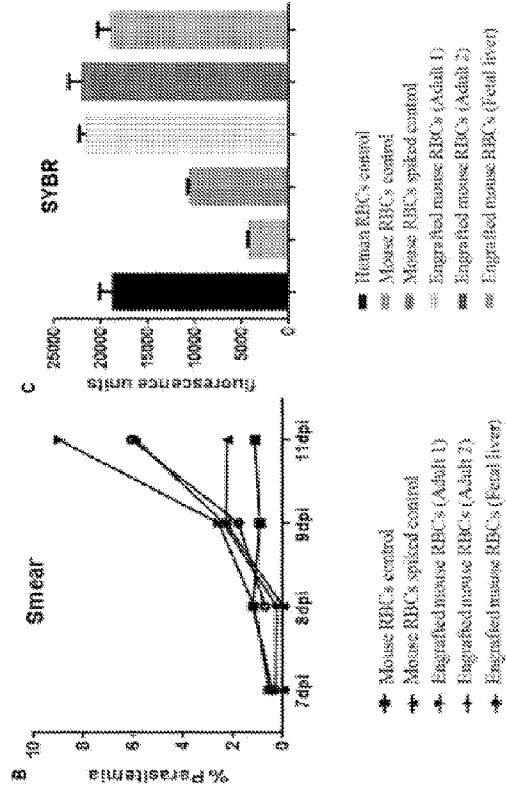 B
Smear
% Parasitemia
10
8
6
4
2
0
7dpi
8dpi
9dpi
11dpi
Mouse RBCs control
Mouse RBCs spiked control
Engrafted mouse RBCs (Adult 1)
Engrafted mouse RBCs (Adult 2)
Engrafted mouse RBCs (Fetal liver)
C
SYBR
fluorescence units
25000
20000
15000
10000
5000
0
Human RBCs control
Mouse RBCs control
Mouse RBCs spiked control
Engrafted mouse RBCs (Adult 1)
Engrafted mouse RBCs (Adult 2)
Engrafted mouse RBCs (Fetal liver)